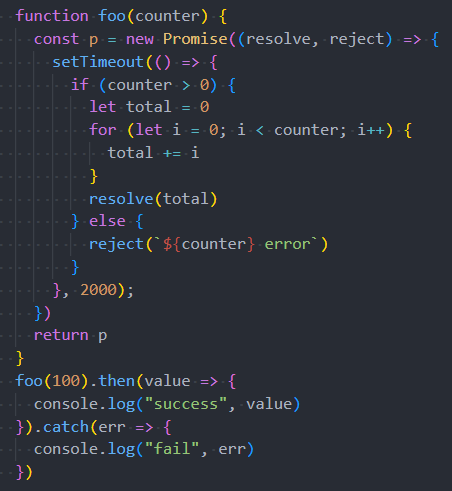 function foo(counter) {
  const p = new Promise((resolve, reject) => {
    setTimeout(() => {
      if (counter > 0) {
        let total = 0
        for (let i = 0; i < counter; i++) {
          total += i
        }
        resolve(total)
      } else {
        reject(`${counter} error`)
      }
    }, 2000);
  })
  return p
}
foo(100).then(value => {
  console.log("success", value)
}).catch(err => {
  console.log("fail", err)
})